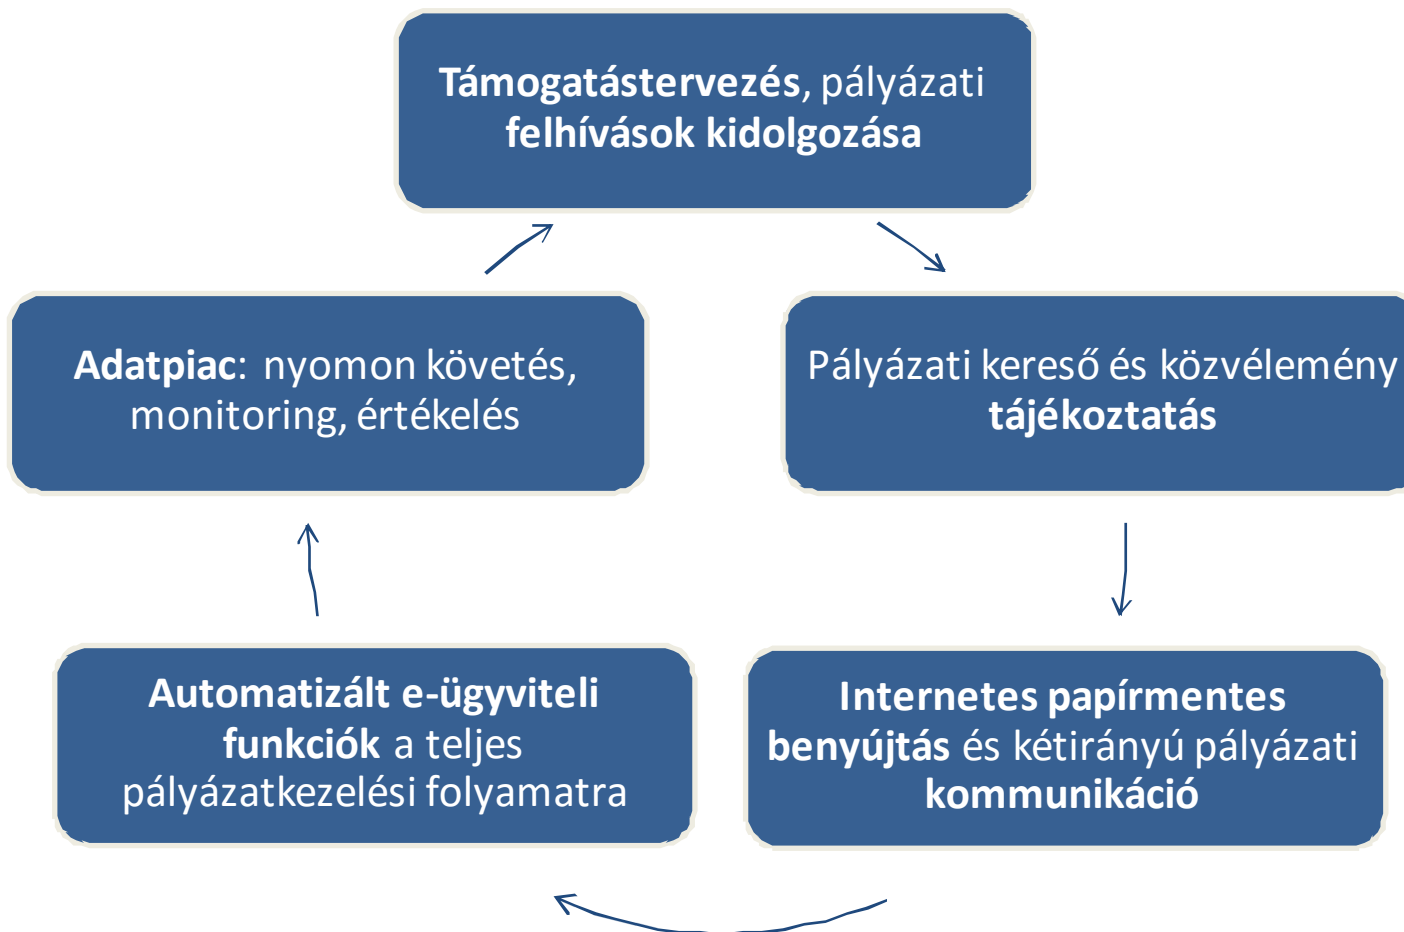 Támogatástervezés, pályázati
felhívások kidolgozása
Adatpiac: nyomon követés,
monitoring, értékelés
Pályázati kereső és közvélemény
tájékoztatás
Automatizált e-ügyviteli
funkciók a teljes
pályázatkezelési folyamatra
Internetes papírmentes
benyújtás és kétirányú pályázati
kommunikáció